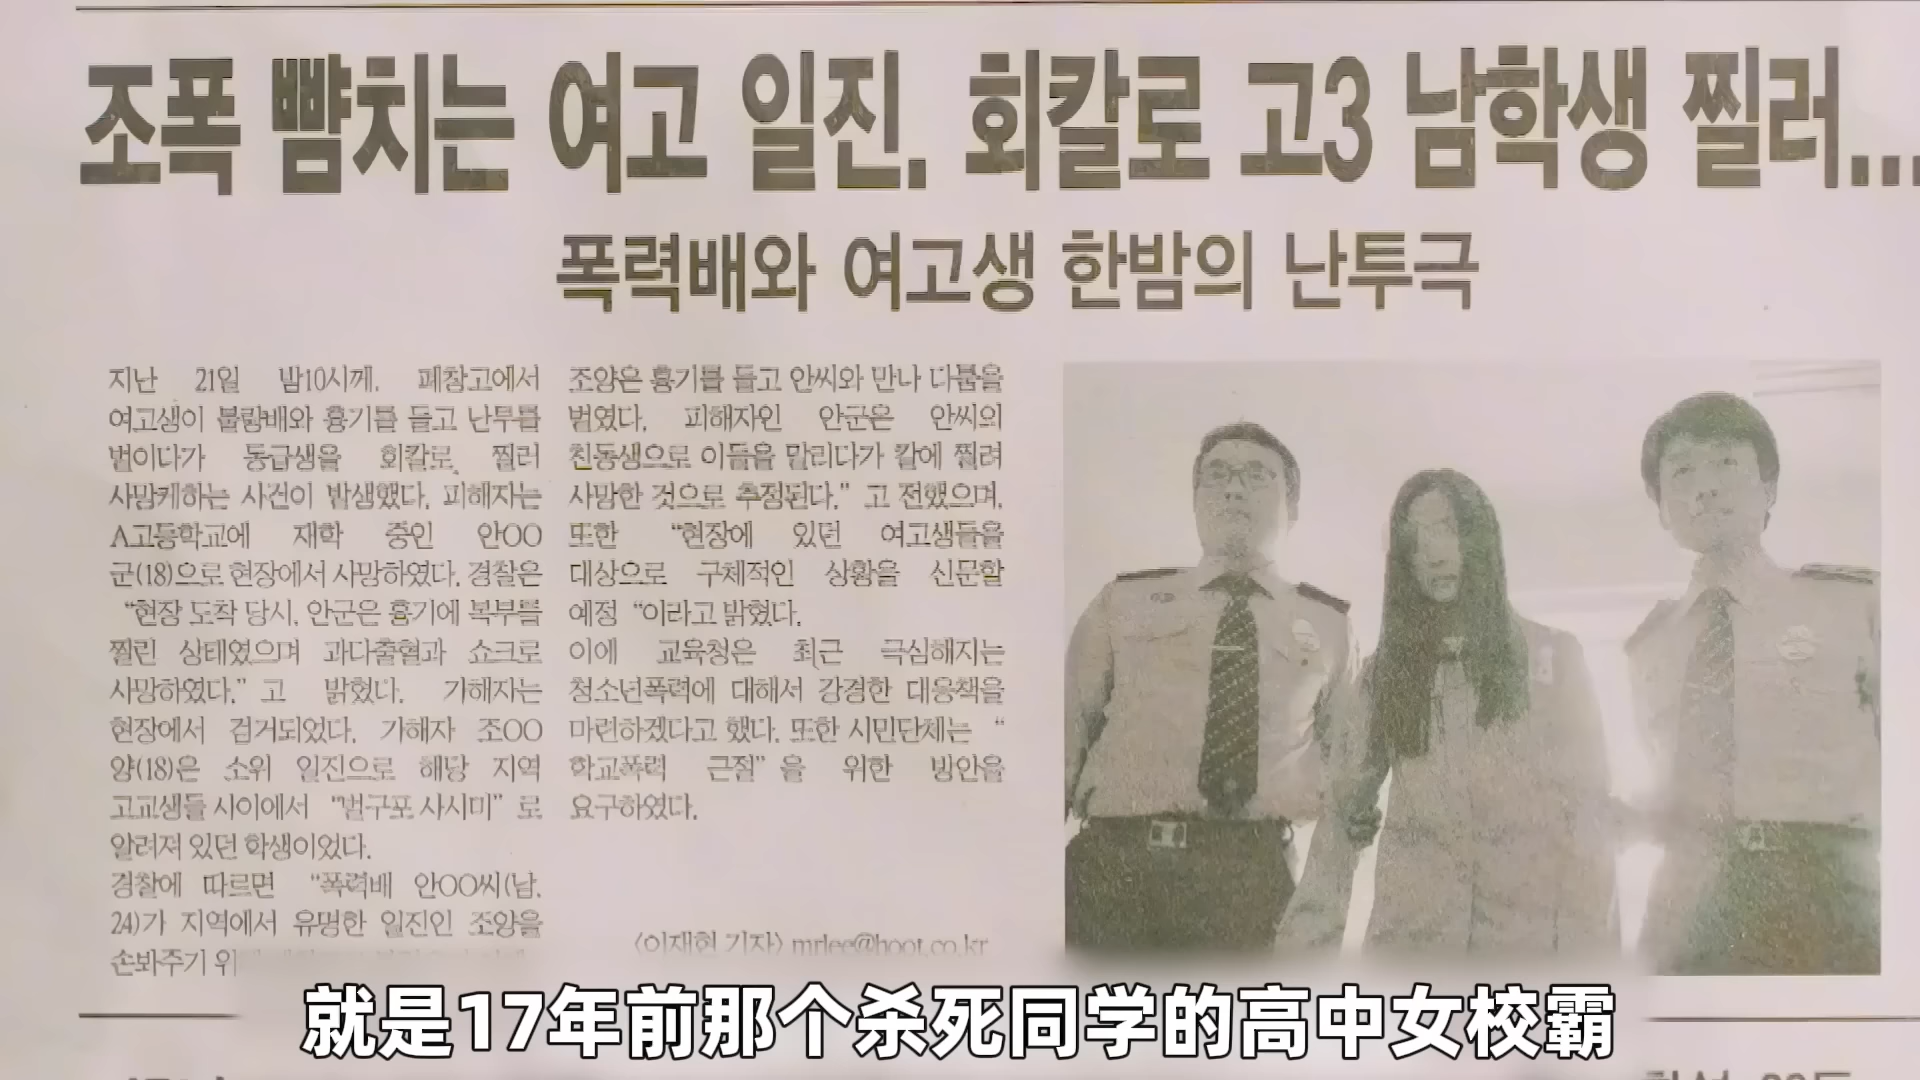 조폭 뺨치는 여고 일진, 회칼로 고3 남학생 찔러...
폭력배와 여고생 한밤의 난투극
지난 21일 밤10시께, 폐창고에서
여고생이 불량배와 흉기를 들고 난투를
벌이다가 동급생을 회칼로 찔러
사망케하는 사건이 발생했다. 피해자는
A고등학교에 재학 중인 안OO
군(18)으로 현장에서 사망하였다. 경찰은
“현장 도착 당시, 안군은 흉기에 복부를
찔린 상태였으며 과다출혈과 쇼크로
사망하였다.” 고 밝혔다. 가해자는
현장에서 검거되었다. 가해자 조OO
양(18)은 소위 일진으로 해당 지역
고교생들 사이에서 “벌구포 사시미” 로
알려져 있던 학생이었다.
경찰에 따르면 “폭력배 안OO씨(남,
24)가 지역에서 유명한 일진인 조양을
손봐주기 위
조양은 흉기를 들고 안씨와 만나 다툼을
벌였다. 피해자인 안군은 안씨의
친동생으로 이들을 말리다가 칼에 찔려
사망한 것으로 추정된다.” 고 전했으며,
또한 “현장에 있던 여고생들을
대상으로 구체적인 상황을 신문할
예정 “이라고 밝혔다.
이에 교육청은 최근 극심해지는
청소년폭력에 대해서 강경한 대응책을
마련하겠다고 했다. 또한 시민단체는 “
학교폭력 근절” 을 위한 방안을
요구하였다.
〈이재현 기자〉 mrlee@hoot.co.kr
就是17年前那个杀死同学的高中女校霸